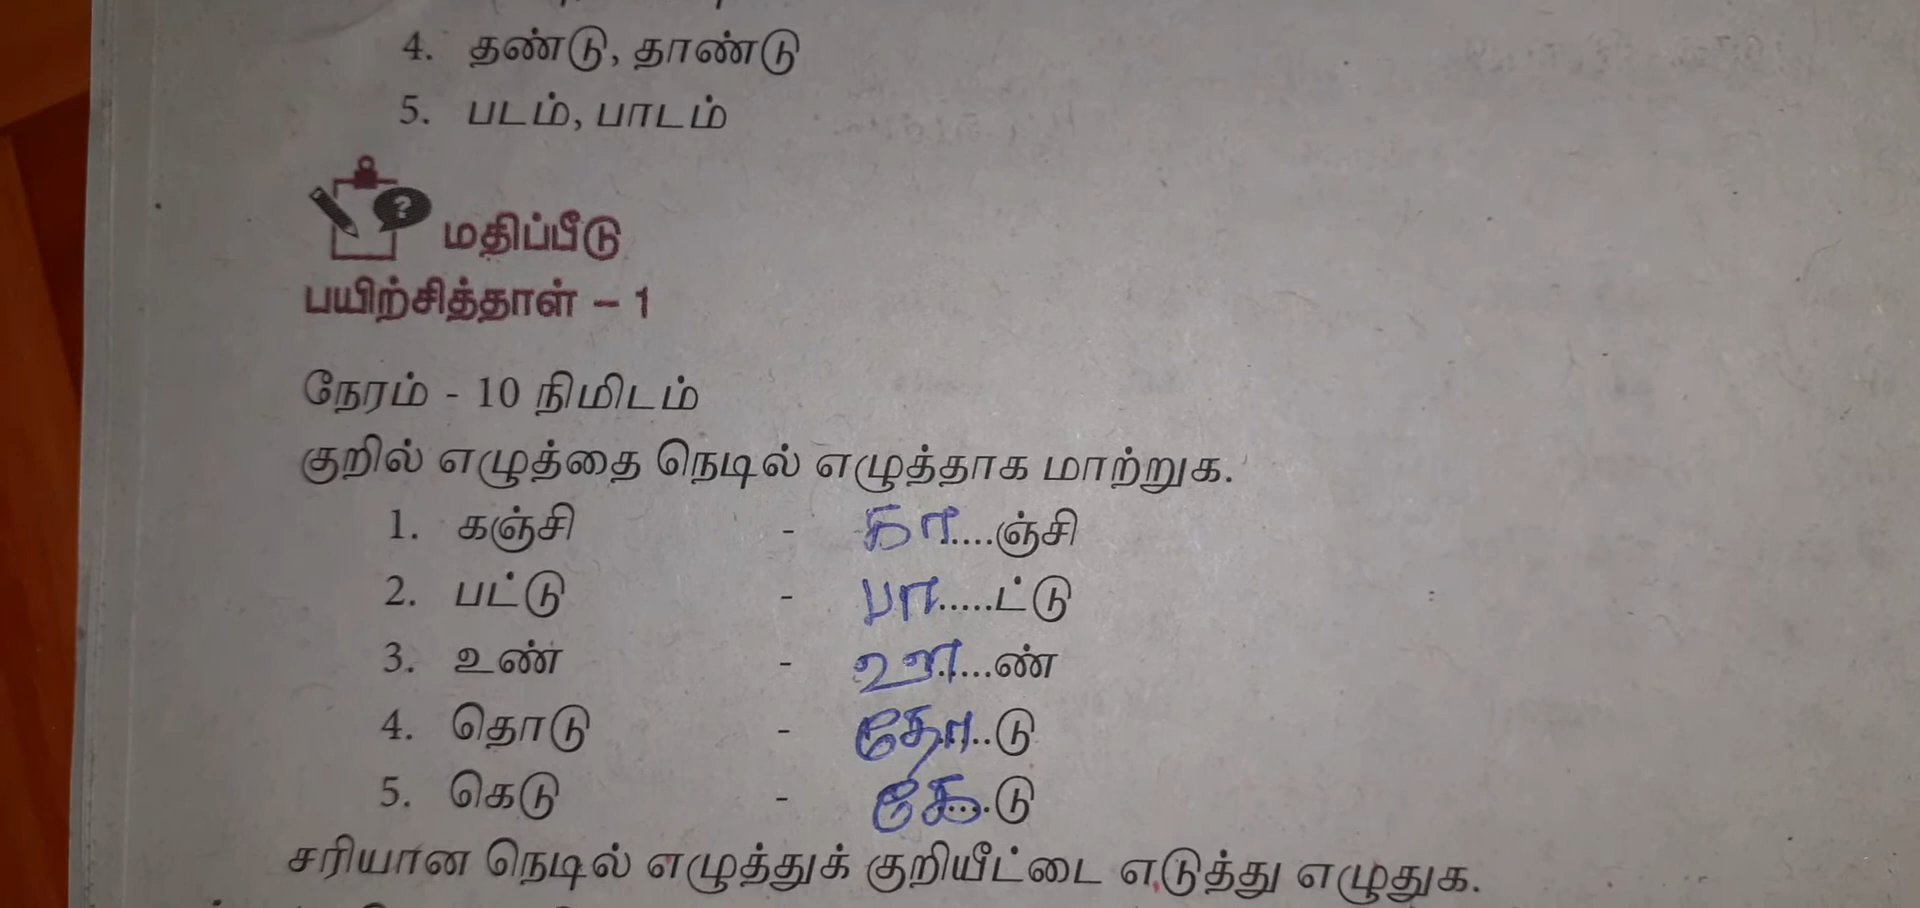 4. தண்டு, தாண்டு
5. படம், பாடம்
மதிப்பீடு
பயிற்சித்தாள் – 1
நேரம் - 10 நிமிடம்
குறில் எழுத்தை நெடில் எழுத்தாக மாற்றுக.
1. கஞ்சி - கா....ஞ்சி
2. பட்டு - பா.....ட்டு
3. உண் - ஊ....ண்
4. தொடு - தோ..டு
5. கெடு - கே....டு
சரியான நெடில் எழுத்துக் குறியீட்டை எடுத்து எழுதுக.